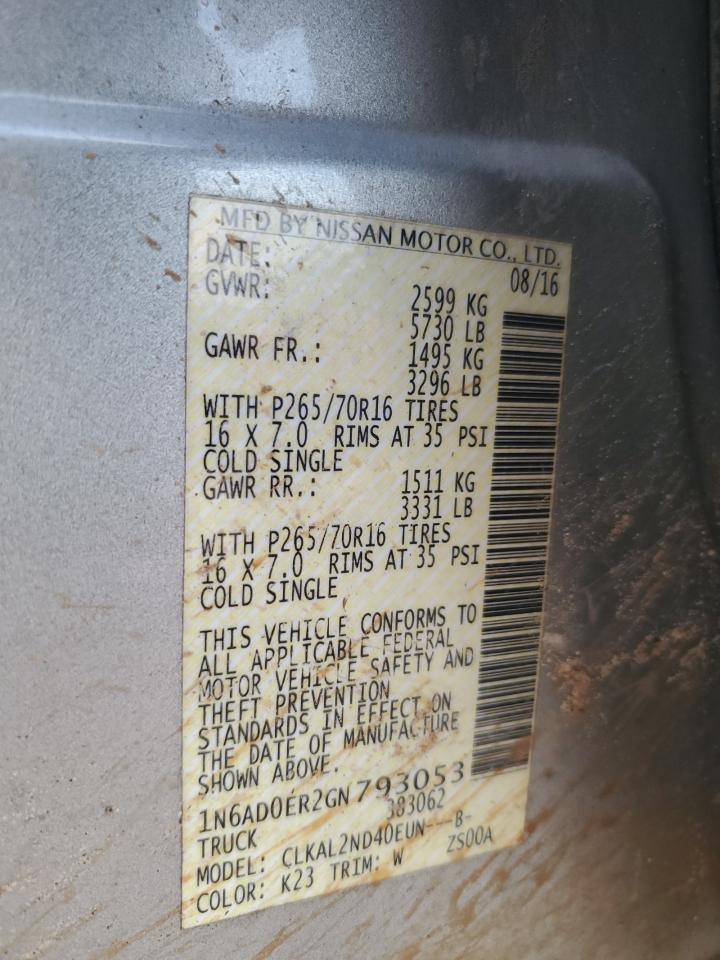 MFD BY NISSAN MOTOR CO., LTD.
DATE: 08/16
GVWR: 2599 KG
5730 LB
GAWR FR.: 1495 KG
3296 LB
WITH P265/70R16 TIRES
16 X 7.0 RIMS AT 35 PSI
COLD SINGLE
GAWR RR.: 1511 KG
3331 LB
WITH P265/70R16 TIRES
16 X 7.0 RIMS AT 35 PSI
COLD SINGLE
THIS VEHICLE CONFORMS TO
ALL APPLICABLE FEDERAL
MOTOR VEHICLE SAFETY AND
THEFT PREVENTION
STANDARDS IN EFFECT ON
THE DATE OF MANUFACTURE
SHOWN ABOVE.
1N6AD0ER2GN793053
TRUCK 383062
MODEL: CLKAL2ND40EUN---B-
COLOR: K23 TRIM: W ZS00A